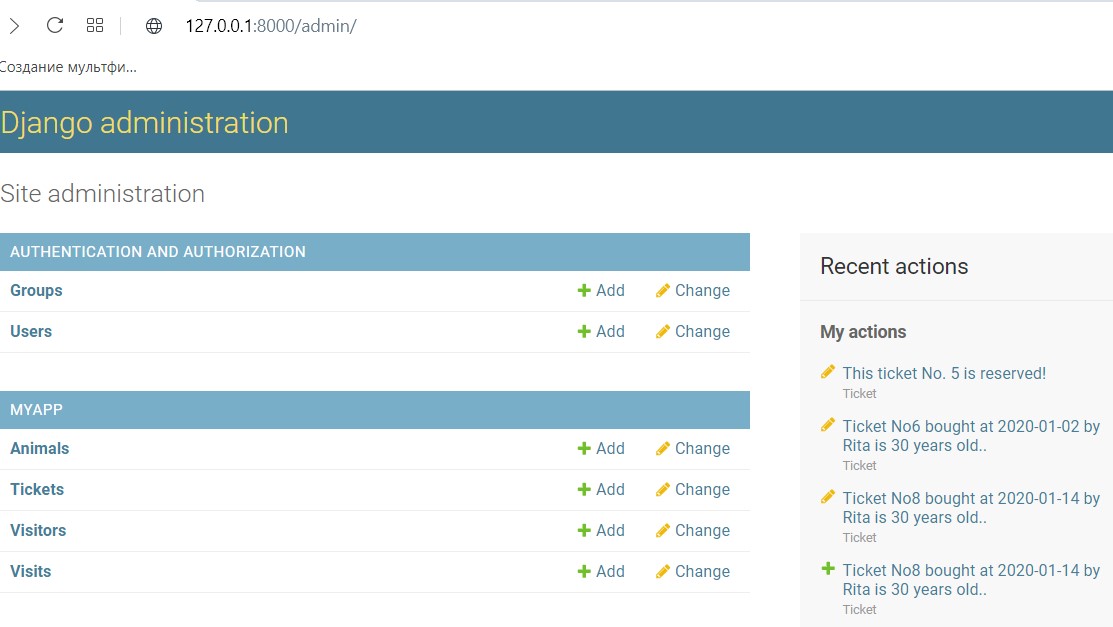 127.0.0.1:8000/admin/
Создание мультфи...
Django administration
Site administration
AUTHENTICATION AND AUTHORIZATION
Groups Add Change
Users Add Change
MYAPP
Animals Add Change
Tickets Add Change
Visitors Add Change
Visits Add Change
Recent actions
My actions
This ticket No. 5 is reserved!
Ticket
Ticket No6 bought at 2020-01-02 by
Rita is 30 years old..
Ticket
Ticket No8 bought at 2020-01-14 by
Rita is 30 years old..
Ticket
Ticket No8 bought at 2020-01-14 by
Rita is 30 years old..
Ticket